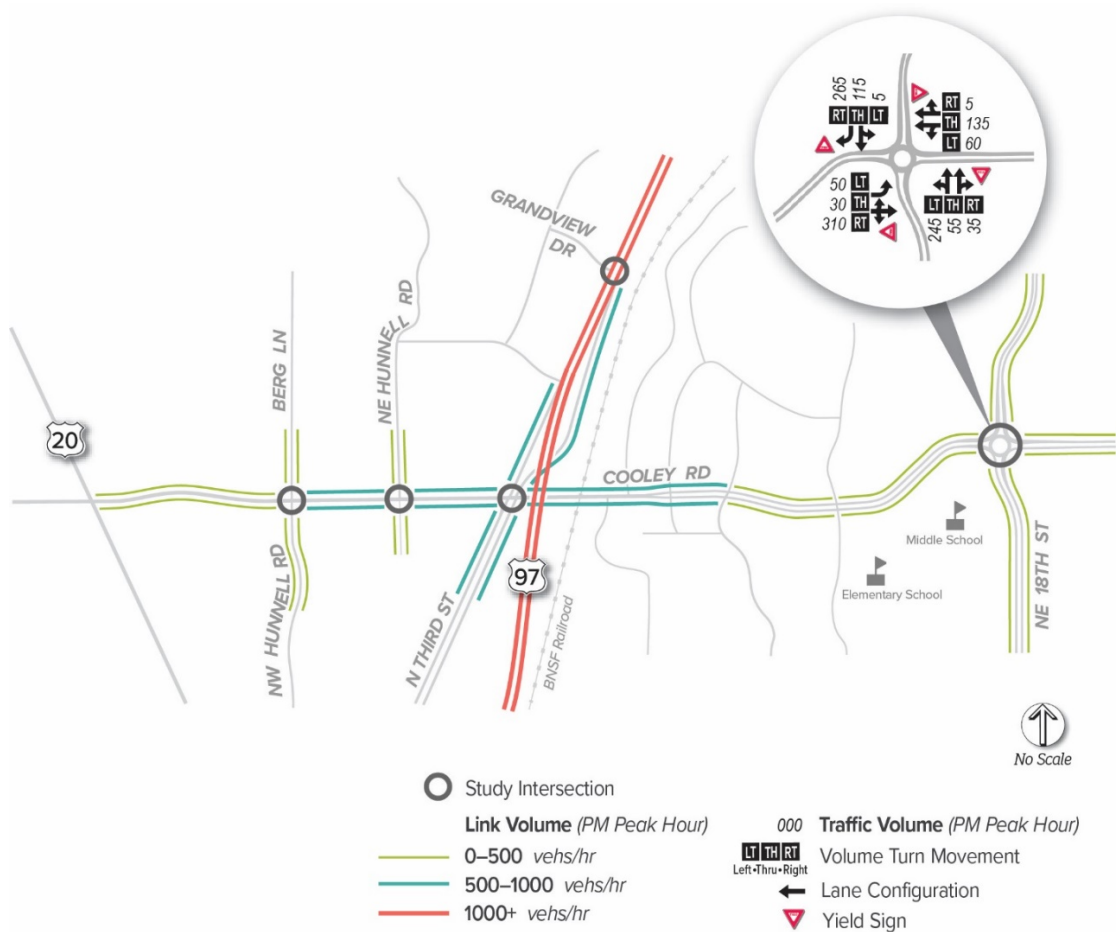 265 115 5
RT TH LT
RT 5
TH 135
LT 60
50 LT
30 TH
310 RT
LT TH RT
245 55 35
GRANDVIEW
DR
BERG LN
NE HUNNELL RD
20
COOLEY RD
Middle School
Elementary School
97
NW HUNNELL RD
N THIRD ST
BNSF Railroad
NE 18TH ST
No Scale
Study Intersection
Link Volume (PM Peak Hour)
0–500 vehs/hr
500–1000 vehs/hr
1000+ vehs/hr
000 Traffic Volume (PM Peak Hour)
LT TH RT Volume Turn Movement
Left•Thru•Right
Lane Configuration
Yield Sign